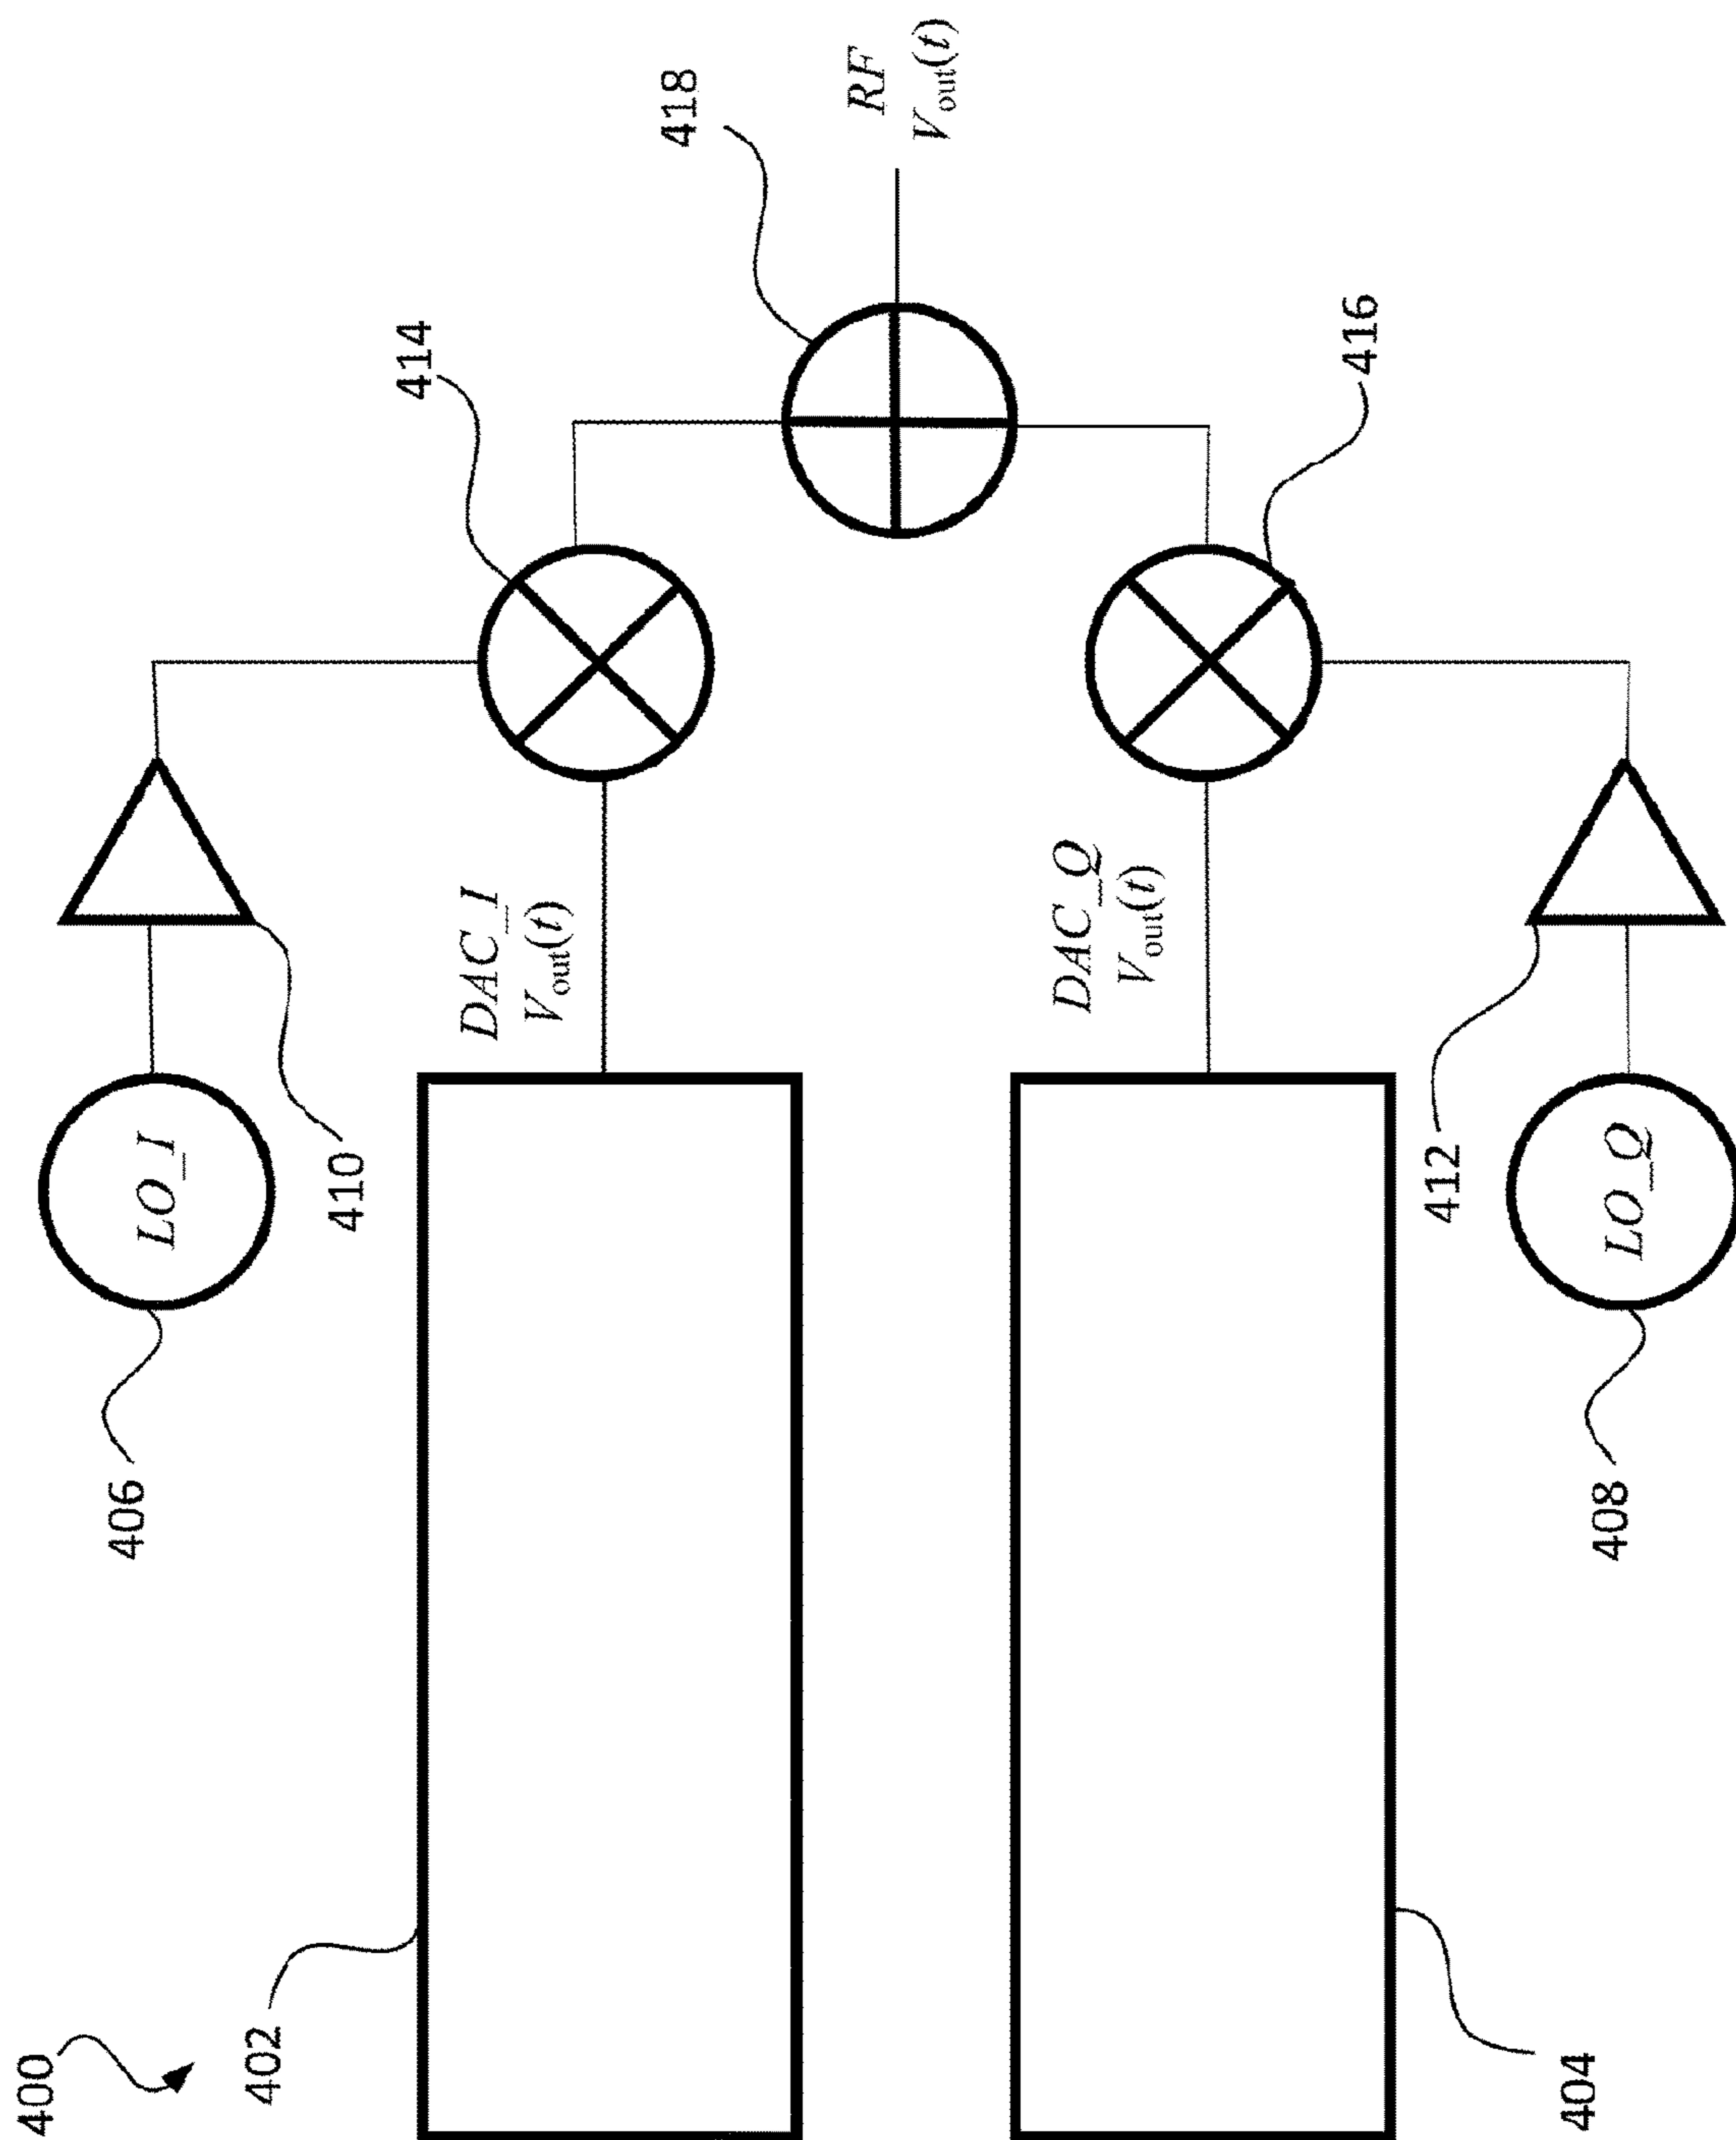 400
402
404
406
LO_I
408
LO_Q
410
412
DAC_I
V_out(t)
DAC_Q
V_out(t)
414
416
418
RF
V_out(t)